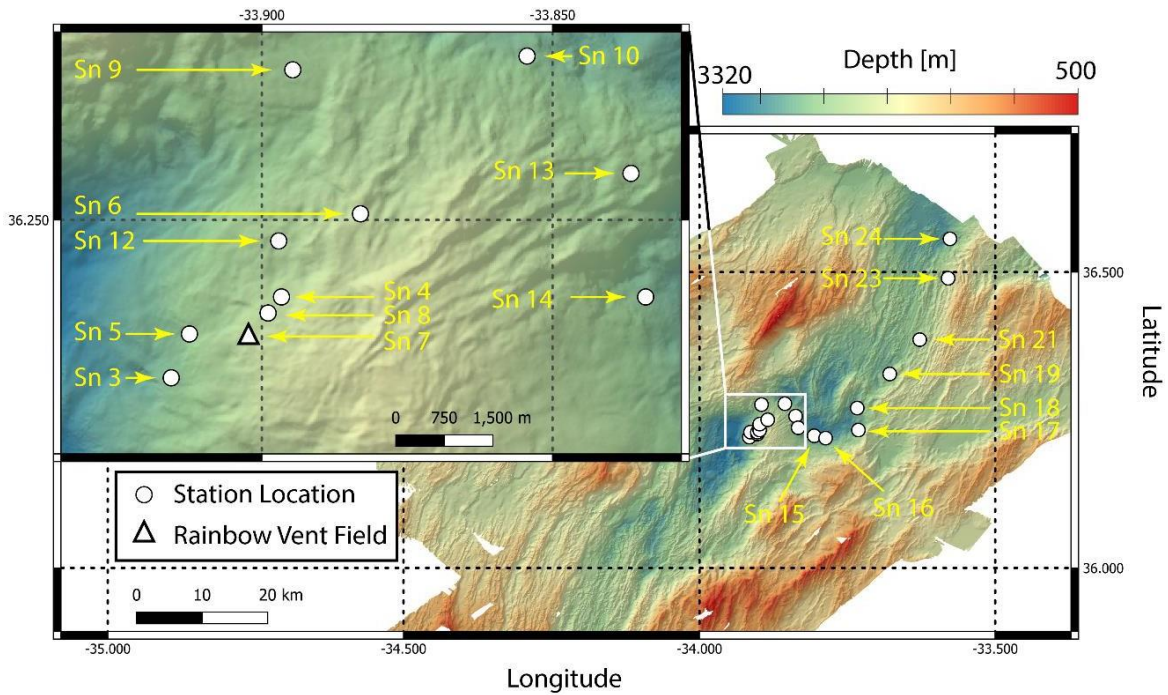 -33.900
-33.850
Sn 9
Sn 10
Depth [m]
3320
500
Sn 13
Sn 6
36.250
Sn 12
Sn 24
Sn 4
Sn 14
Sn 23
36.500
Sn 8
Sn 5
Sn 7
Sn 21
Sn 3
Sn 19
0 750 1,500 m
Sn 18
Sn 17
Latitude
Station Location
Sn 15
Sn 16
Rainbow Vent Field
36.000
0 10 20 km
-35.000
-34.500
-34.000
-33.500
Longitude